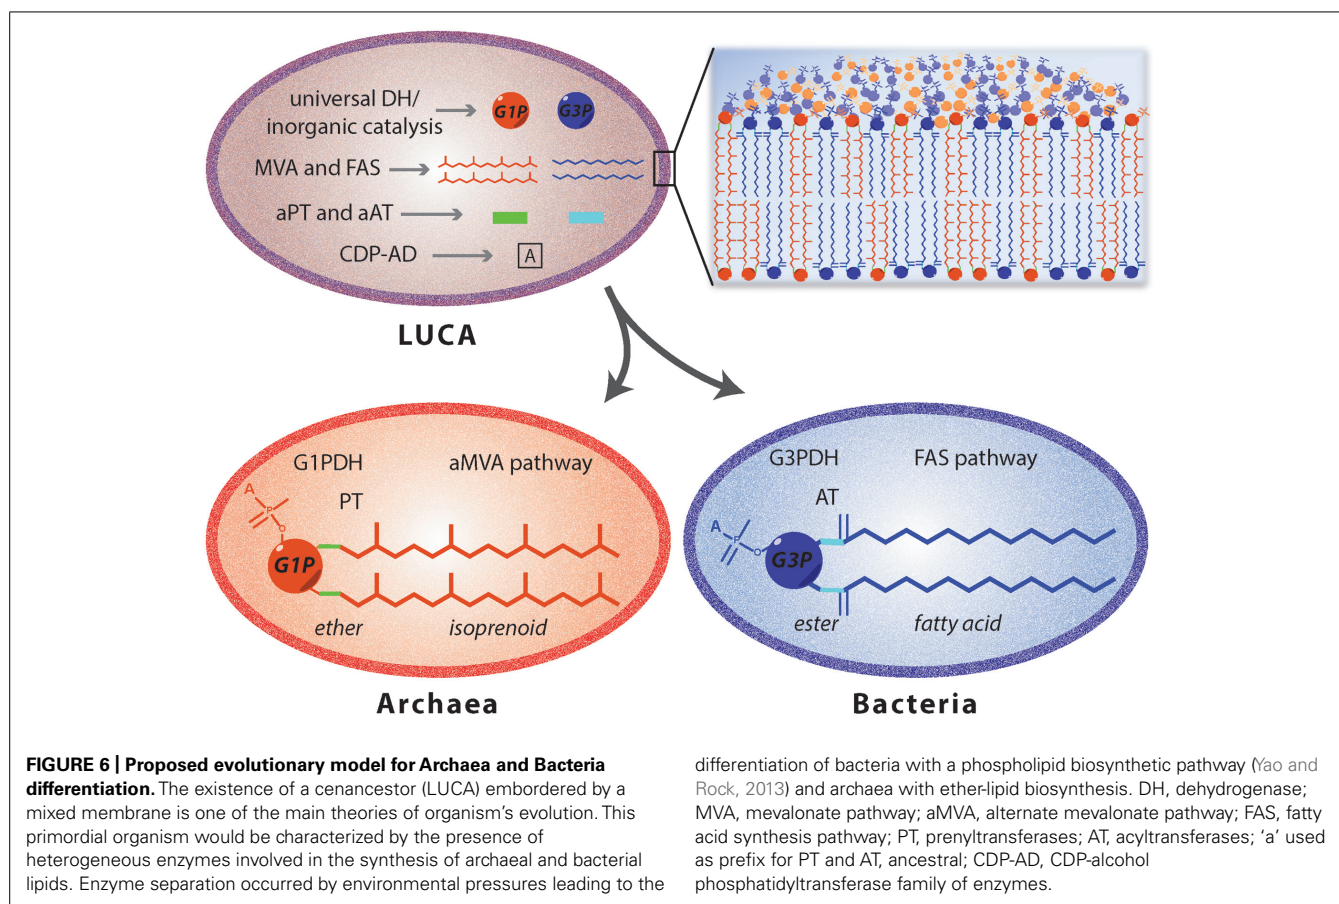 universal DH/
inorganic catalysis
G1P
G3P
MVA and FAS
aPT and aAT
CDP-AD
A
LUCA
G1PDH
aMVA pathway
PT
A
P
O
G1P
ether
isoprenoid
Archaea
G3PDH
FAS pathway
AT
A
P
O
G3P
ester
fatty acid
Bacteria
FIGURE 6 | Proposed evolutionary model for Archaea and Bacteria
differentiation. The existence of a cenancestor (LUCA) embordered by a
mixed membrane is one of the main theories of organism's evolution. This
primordial organism would be characterized by the presence of
heterogeneous enzymes involved in the synthesis of archaeal and bacterial
lipids. Enzyme separation occurred by environmental pressures leading to the
differentiation of bacteria with a phospholipid biosynthetic pathway (Yao and
Rock, 2013) and archaea with ether-lipid biosynthesis. DH, dehydrogenase;
MVA, mevalonate pathway; aMVA, alternate mevalonate pathway; FAS, fatty
acid synthesis pathway; PT, prenyltransferases; AT, acyltransferases; 'a' used
as prefix for PT and AT, ancestral; CDP-AD, CDP-alcohol
phosphatidyltransferase family of enzymes.